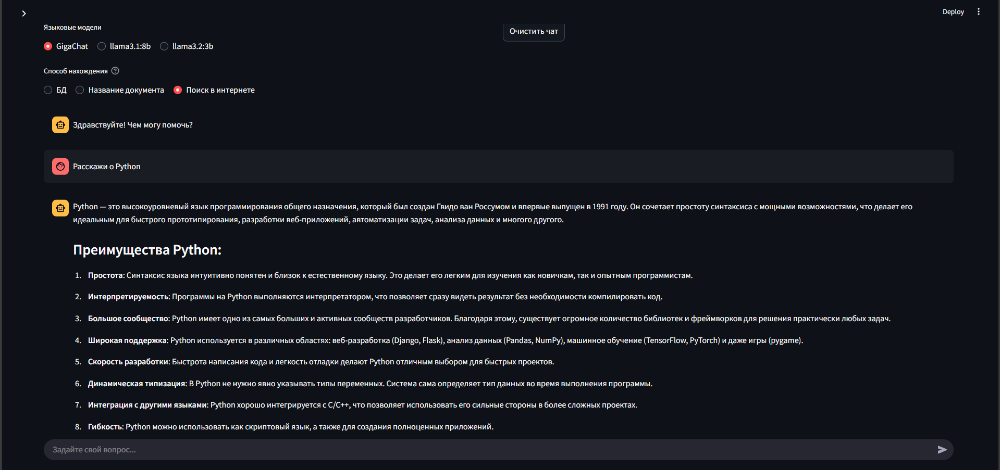 Deploy
Языковые модели
Очистить чат
GigaChat llama3.1:8b llama3.2:3b
Способ нахождения ?
БД Название документа Поиск в интернете
Здравствуйте! Чем могу помочь?
Расскажи о Python
Python — это высокоуровневый язык программирования общего назначения, который был создан Гвидо ван Россумом и впервые выпущен в 1991 году. Он сочетает простоту синтаксиса с мощными возможностями, что делает его
идеальным для быстрого прототипирования, разработки веб-приложений, автоматизации задач, анализа данных и многого другого.
Преимущества Python:
1. Простота: Синтаксис языка интуитивно понятен и близок к естественному языку. Это делает его легким для изучения как новичкам, так и опытным программистам.
2. Интерпретируемость: Программы на Python выполняются интерпретатором, что позволяет сразу видеть результат без необходимости компилировать код.
3. Большое сообщество: Python имеет одно из самых больших и активных сообществ разработчиков. Благодаря этому, существует огромное количество библиотек и фреймворков для решения практически любых задач.
4. Широкая поддержка: Python используется в различных областях: веб-разработка (Django, Flask), анализ данных (Pandas, NumPy), машинное обучение (TensorFlow, PyTorch) и даже игры (pygame).
5. Скорость разработки: Быстрота написания кода и легкость отладки делают Python отличным выбором для быстрых проектов.
6. Динамическая типизация: В Python не нужно явно указывать типы переменных. Система сама определяет тип данных во время выполнения программы.
7. Интеграция с другими языками: Python хорошо интегрируется с C/C++, что позволяет использовать его сильные стороны в более сложных проектах.
8. Гибкость: Python можно использовать как скриптовый язык, а также для создания полноценных приложений.
Задайте свой вопрос...